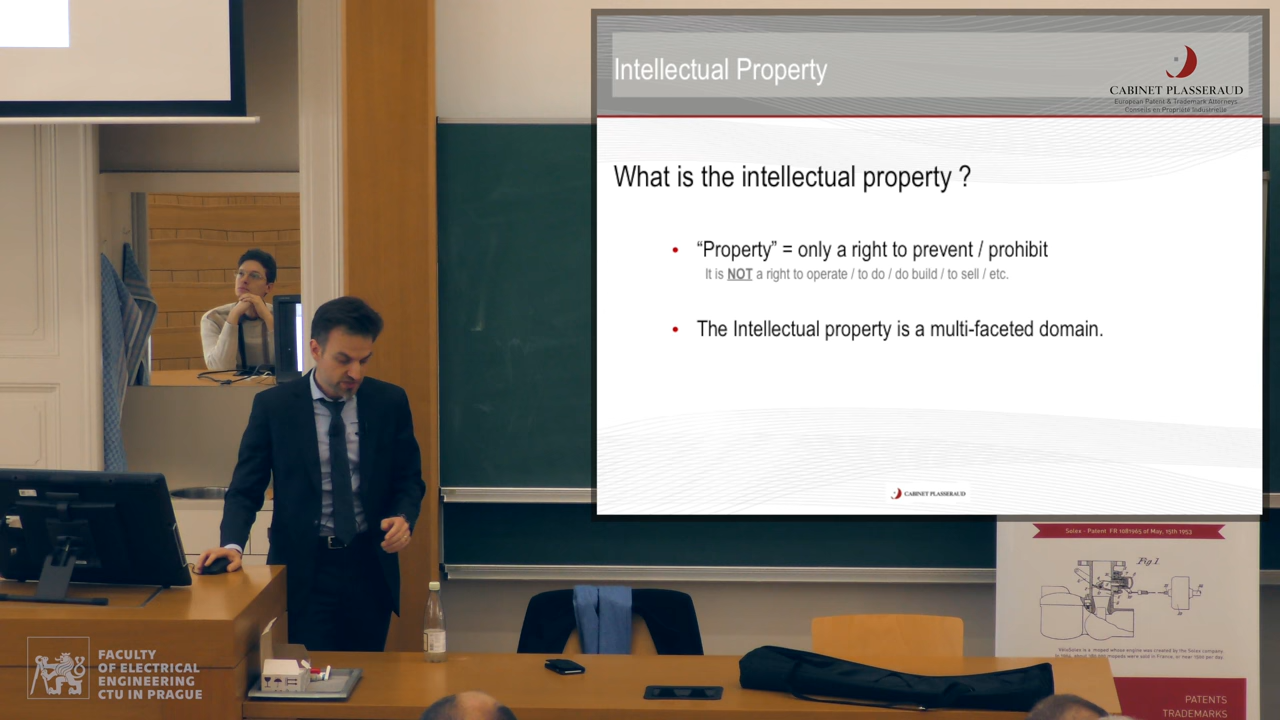 Intellectual Property
CABINET PLASSERAUD
European Patent & Trademark Attorneys
Conseils en Propriété Industrielle
What is the intellectual property ?
• “Property” = only a right to prevent / prohibit
It is NOT a right to operate / to do / do build / to sell / etc.
• The Intellectual property is a multi-faceted domain.
CABINET PLASSERAUD
Solex - Patent FR 1081965 of May, 15th 1953
Fig.1.
PATENTS
TRADEMARKS
FACULTY
OF ELECTRICAL
ENGINEERING
CTU IN PRAGUE